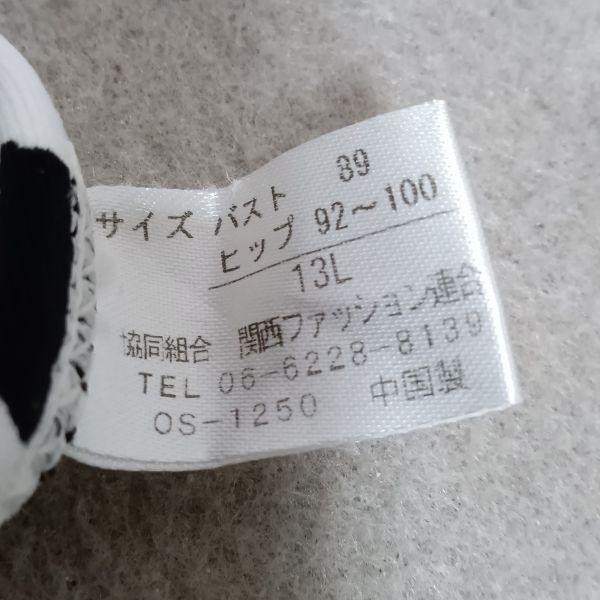 サイズ バスト 89
ヒップ 92～100
13L
協同組合 関西ファッション連合
TEL 06-6228-8139
OS-1250 中国製